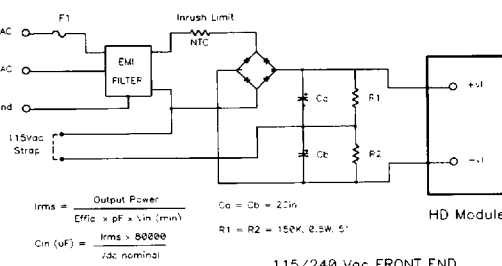 F1
Inrush Limit
NTC
AC
AC
EMI
FILTER
nd
115Vac
Strap
Ca
R1
Cb
R2
+vi
-vi
HD Module
Irms = Output Power
Effic x pF x Vin (min)
Cin (uF) = Irms x 80000
Vdc nominal
Ca = Cb = 2Cin
R1 = R2 = 150K, 0.5W,
115/240 Vac FRONT END